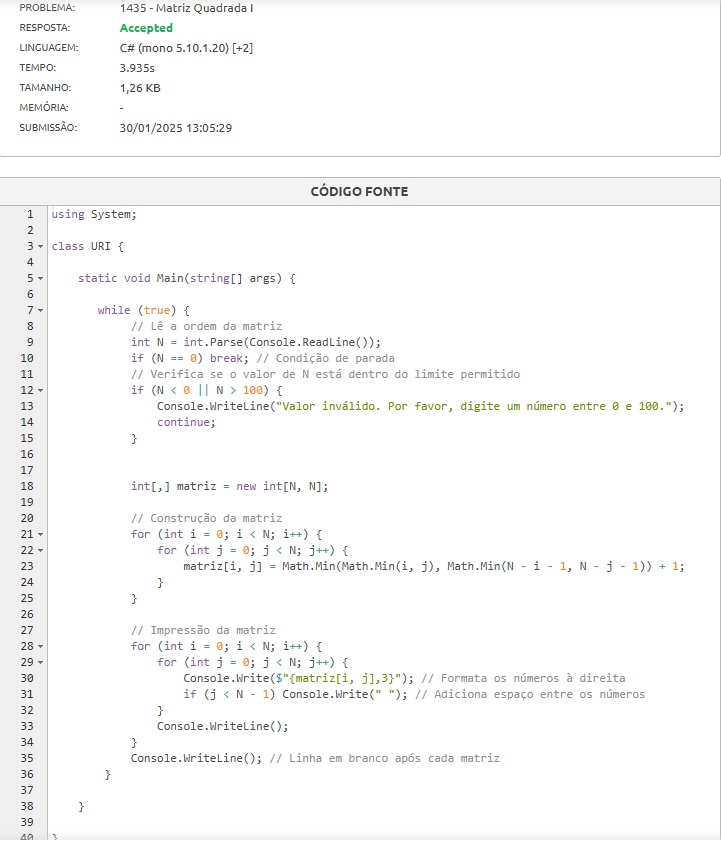 PROBLEMA: 1435 - Matriz Quadrada I
RESPOSTA: Accepted
LINGUAGEM: C# (mono 5.10.1.20) [+2]
TEMPO: 3.935s
TAMANHO: 1,26 KB
MEMÓRIA: -
SUBMISSÃO: 30/01/2025 13:05:29
CÓDIGO FONTE
1 using System;
2
3 class URI {
4
5     static void Main(string[] args) {
6
7        while (true) {
8             // Lê a ordem da matriz
9             int N = int.Parse(Console.ReadLine());
10             if (N == 0) break; // Condição de parada
11             // Verifica se o valor de N está dentro do limite permitido
12             if (N < 0 || N > 100) {
13                 Console.WriteLine("Valor inválido. Por favor, digite um número entre 0 e 100.");
14                 continue;
15             }
16
17
18             int[,] matriz = new int[N, N];
19
20             // Construção da matriz
21             for (int i = 0; i < N; i++) {
22                 for (int j = 0; j < N; j++) {
23                     matriz[i, j] = Math.Min(Math.Min(i, j), Math.Min(N - i - 1, N - j - 1)) + 1;
24                 }
25             }
26
27             // Impressão da matriz
28             for (int i = 0; i < N; i++) {
29                 for (int j = 0; j < N; j++) {
30                     Console.Write($"{matriz[i, j],3}"); // Formata os números à direita
31                     if (j < N - 1) Console.Write(" "); // Adiciona espaço entre os números
32                 }
33                 Console.WriteLine();
34             }
35             Console.WriteLine(); // Linha em branco após cada matriz
36         }
37
38     }
39
40 }